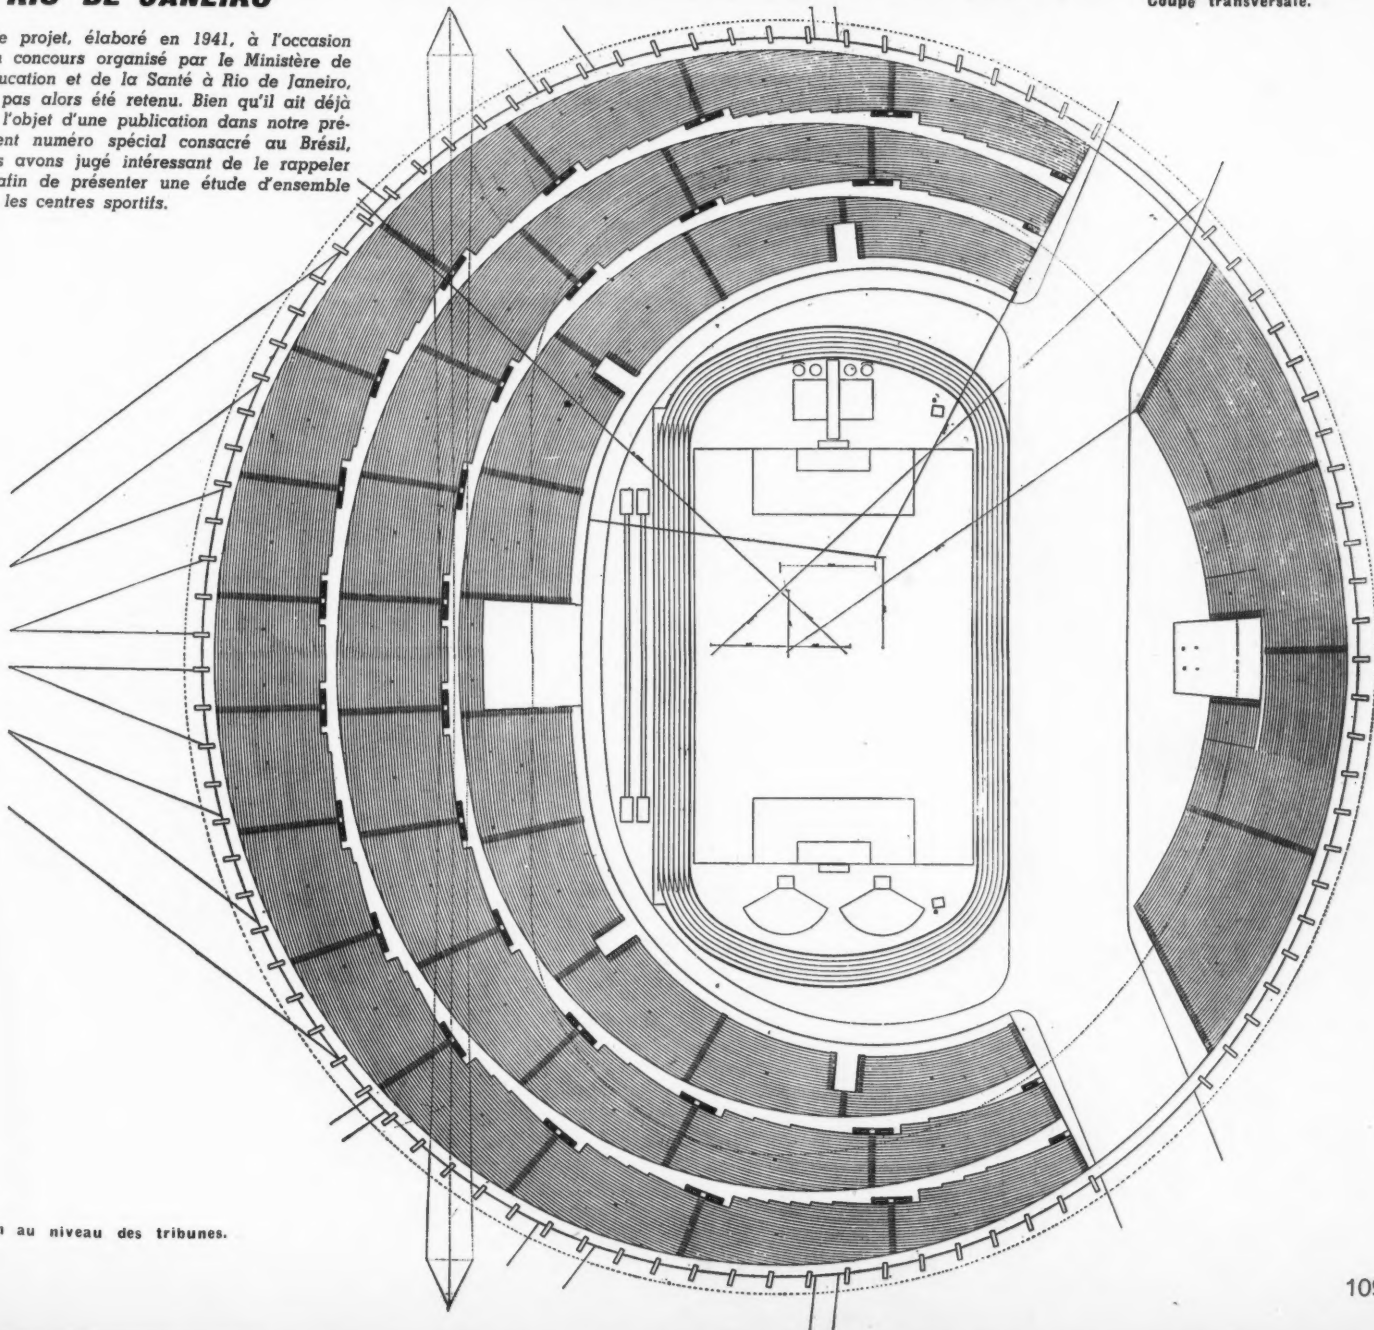 RIO DE JANEIRO
Coupe transversale.
e projet, élaboré en 1941, à l'occasion
concours organisé par le Ministère de
ucation et de la Santé à Rio de Janeiro,
pas alors été retenu. Bien qu'il ait déjà
l'objet d'une publication dans notre pré-
ent numéro spécial consacré au Brésil,
s avons jugé intéressant de le rappeler
afin de présenter une étude d'ensemble
les centres sportifs.
au niveau des tribunes.
109